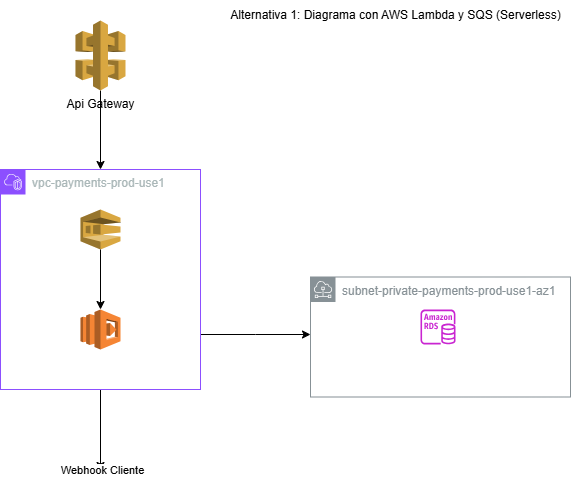 Alternativa 1: Diagrama con AWS Lambda y SQS (Serverless)
Api Gateway
vpc-payments-prod-use1
subnet-private-payments-prod-use1-az1
Amazon
RDS
Webhook Cliente